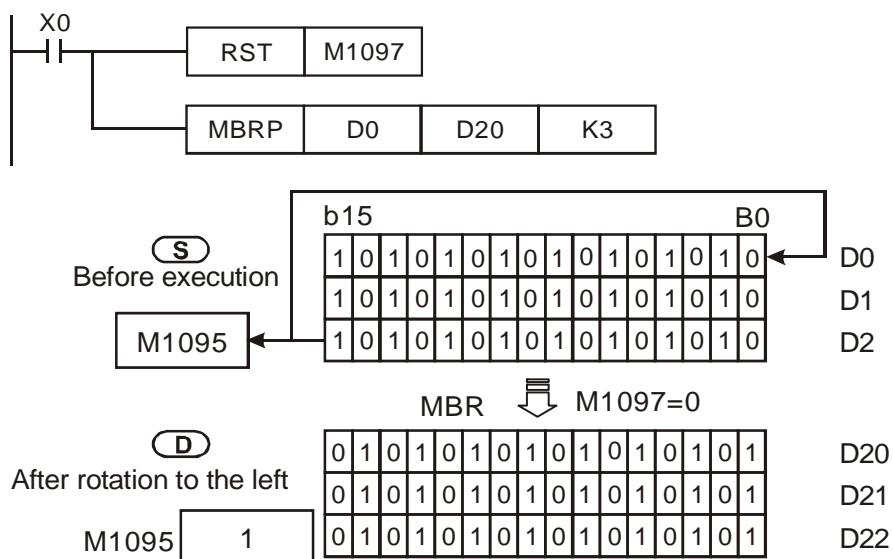 X0
RST M1097
MBRP D0 D20 K3
b15 B0
S
Before execution
1 0 1 0 1 0 1 0 1 0 1 0 1 0 1 0 D0
1 0 1 0 1 0 1 0 1 0 1 0 1 0 1 0 D1
M1095 1 0 1 0 1 0 1 0 1 0 1 0 1 0 1 0 D2
MBR M1097=0
D
After rotation to the left
0 1 0 1 0 1 0 1 0 1 0 1 0 1 0 1 D20
0 1 0 1 0 1 0 1 0 1 0 1 0 1 0 1 D21
M1095 1 0 1 0 1 0 1 0 1 0 1 0 1 0 1 0 1 D22